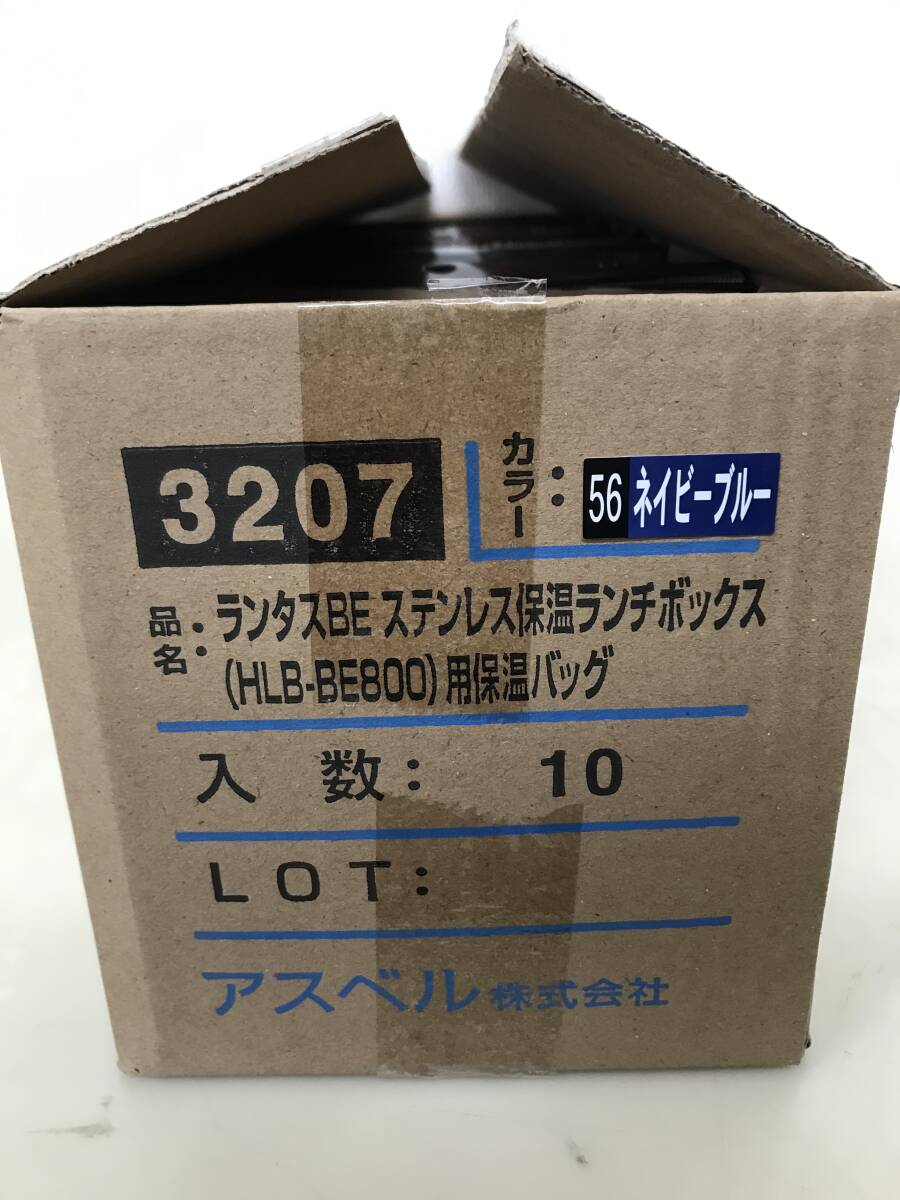 3207
カラー：
56 ネイビーブルー
品名：ランタスBE ステンレス保温ランチボックス
(HLB-BE800) 用保温バッグ
入数： 10
LOT：
アスベル株式会社